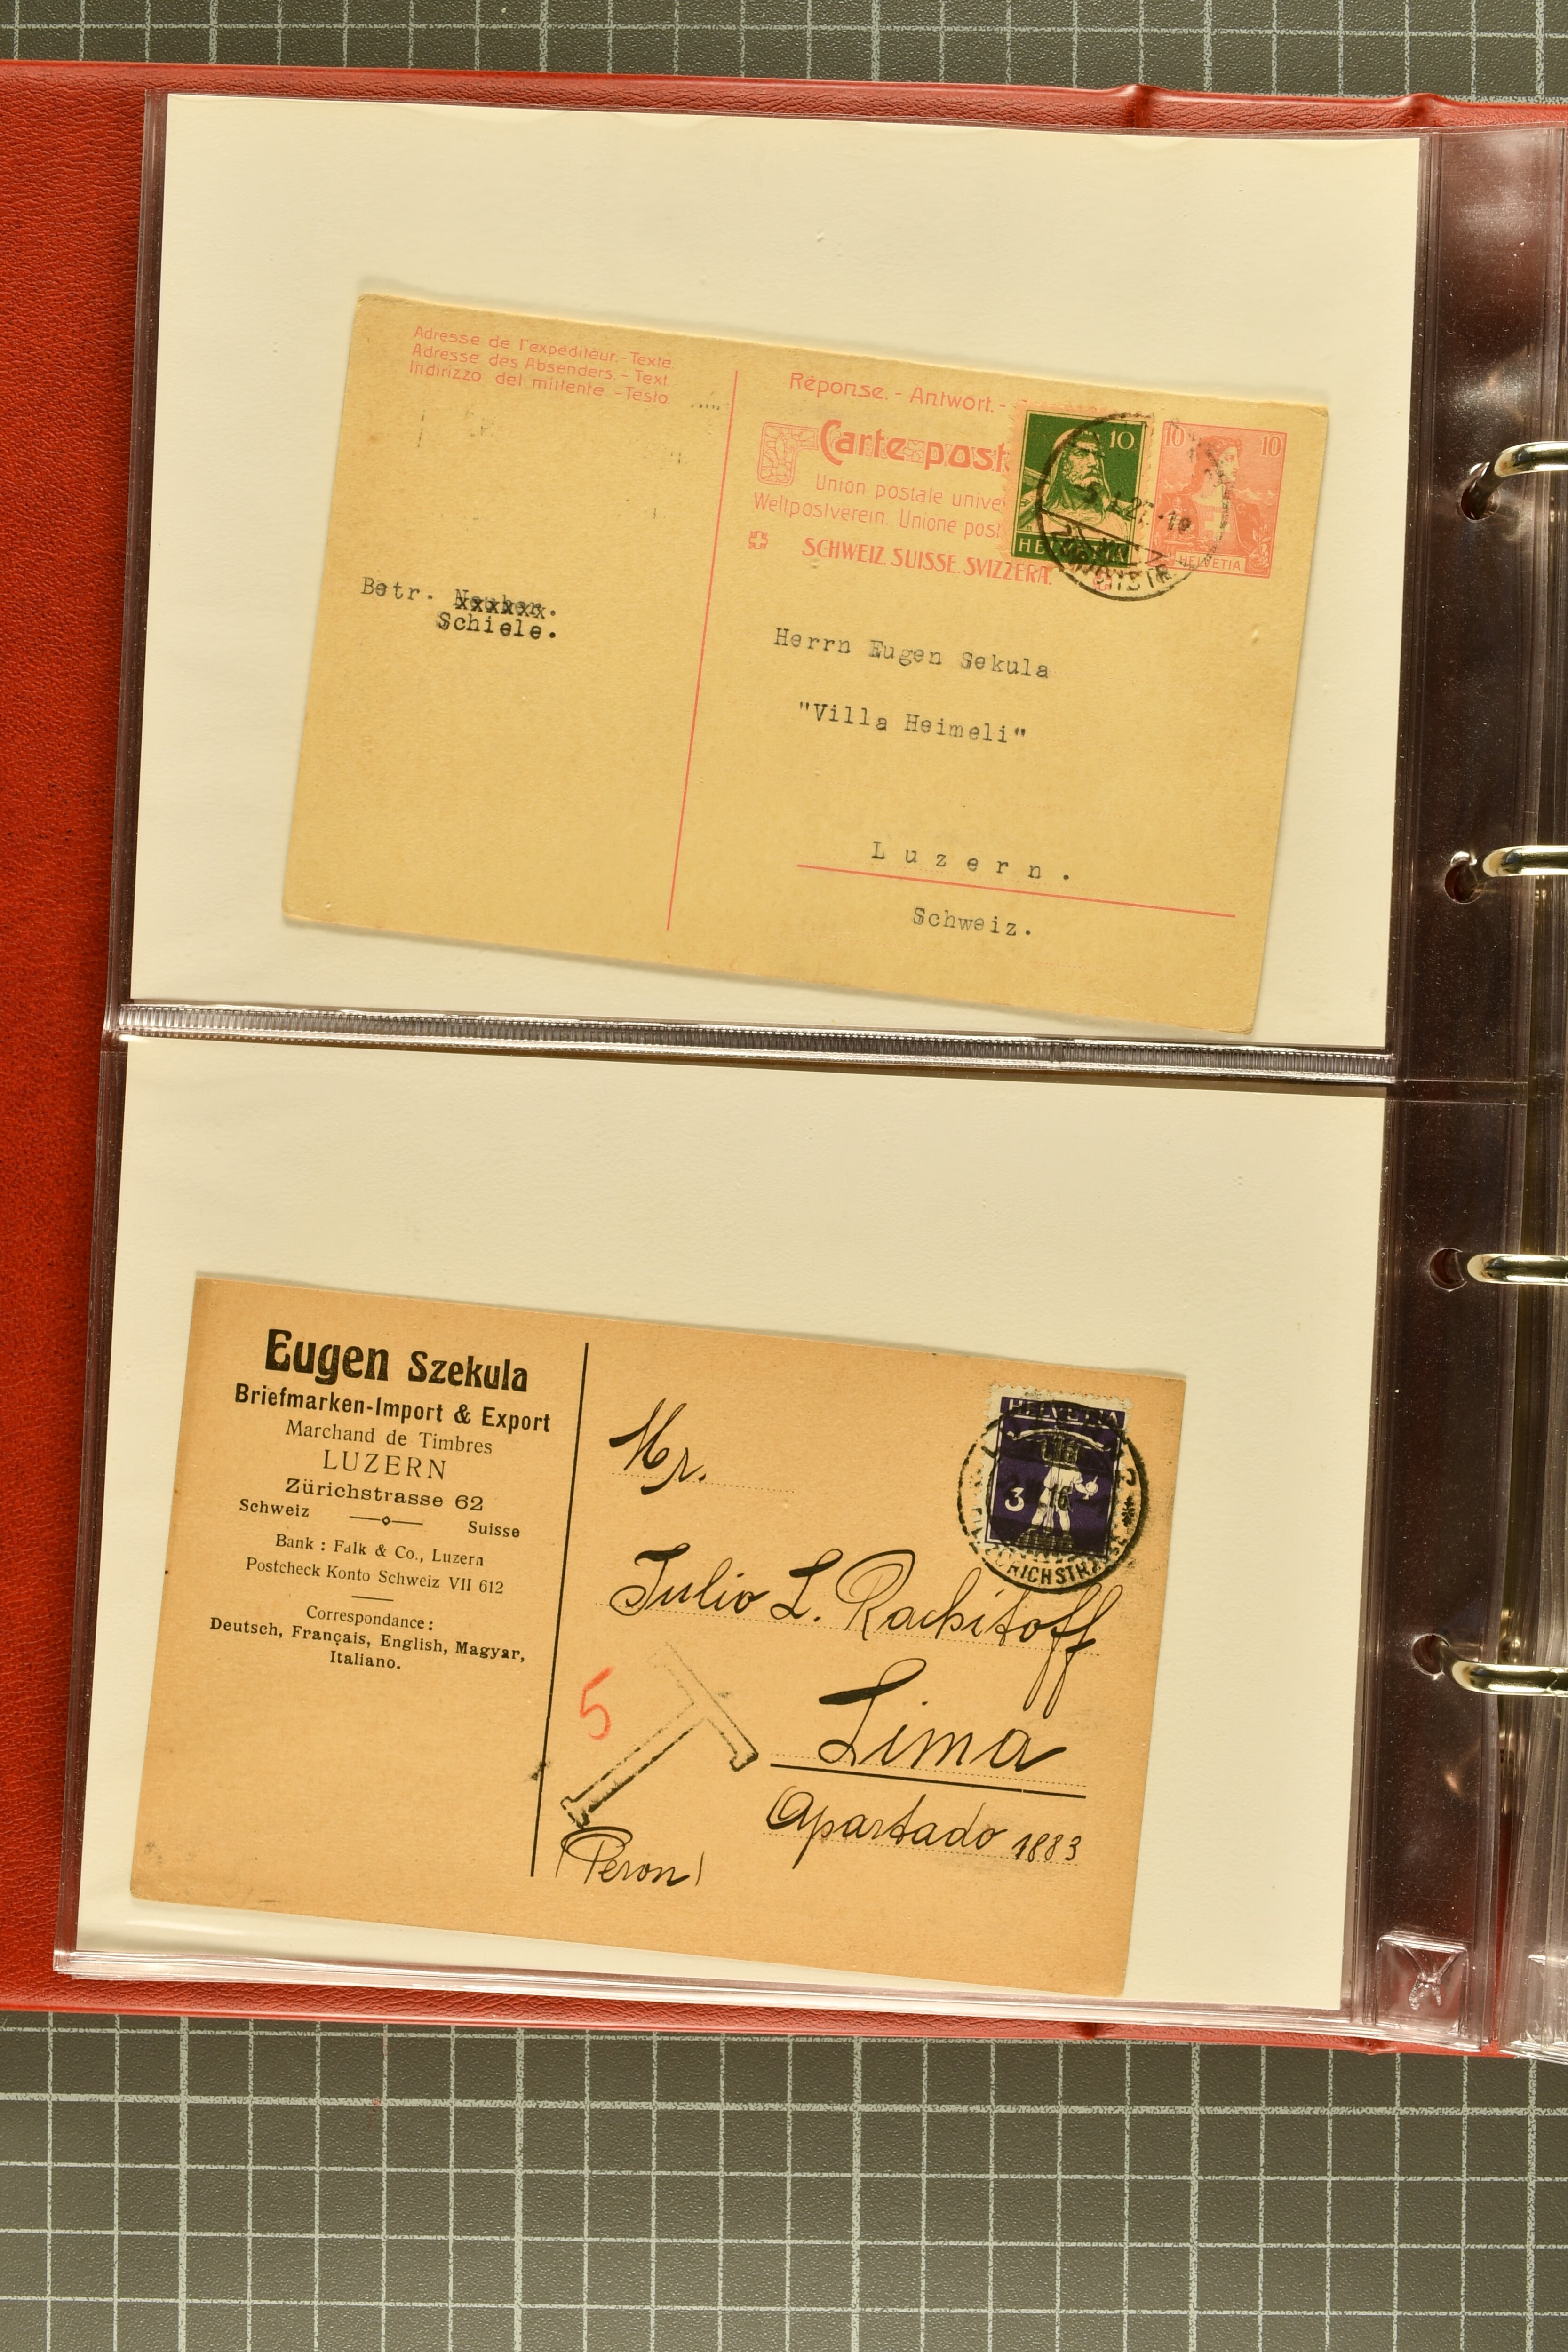 Adresse de l'expéditeur.-Texte.
Adresse des Absenders.-Text.
Indirizzo del mittente.-Testo.
Réponse.-Antwort.-
Carte post
Union postale unive
Weltpostverein. Unione post
SCHWEIZ. SUISSE. SVIZZERA.
10
HELVETIA
10 10
HELVETIA
Betr.
Schiele.
Herrn Eugen Sekula
"Villa Heimeli"
Luzern.
Schweiz.
Eugen Szekula
Briefmarken-Import & Export
Marchand de Timbres
LUZERN
Zürichstrasse 62
Schweiz Suisse
Bank : Falk & Co., Luzern
Postcheck Konto Schweiz VII 612
Correspondance :
Deutsch, Français, English, Magyar,
Italiano.
HELVETIA
3
Mr.
Julio L. Rackitoff
5
T
Lima
Apartado 1883
(Perou)